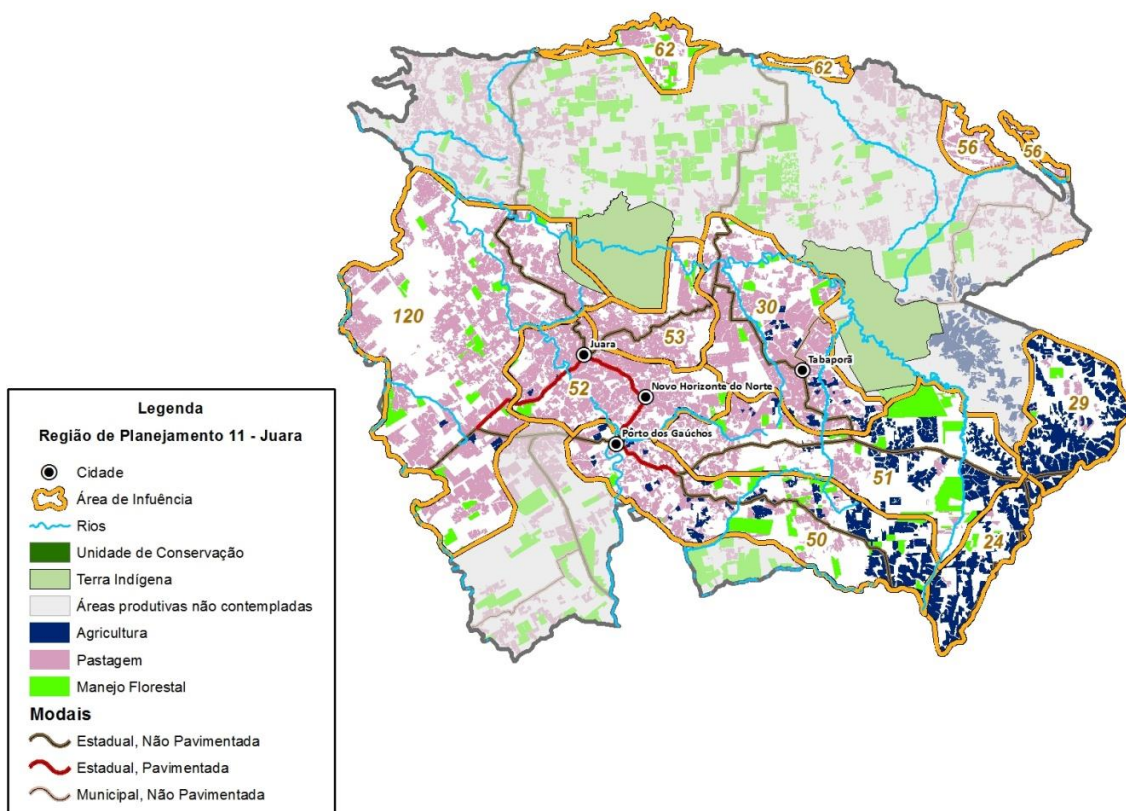 62
62
56
56
120
30
53
Juara
Tabaporã
52
Novo Horizonte do Norte
29
Pôrto dos Gaúchos
51
50
24
Legenda
Região de Planejamento 11 - Juara
Cidade
Área de Infuência
Rios
Unidade de Conservação
Terra Indígena
Áreas produtivas não contempladas
Agricultura
Pastagem
Manejo Florestal
Modais
Estadual, Não Pavimentada
Estadual, Pavimentada
Municipal, Não Pavimentada